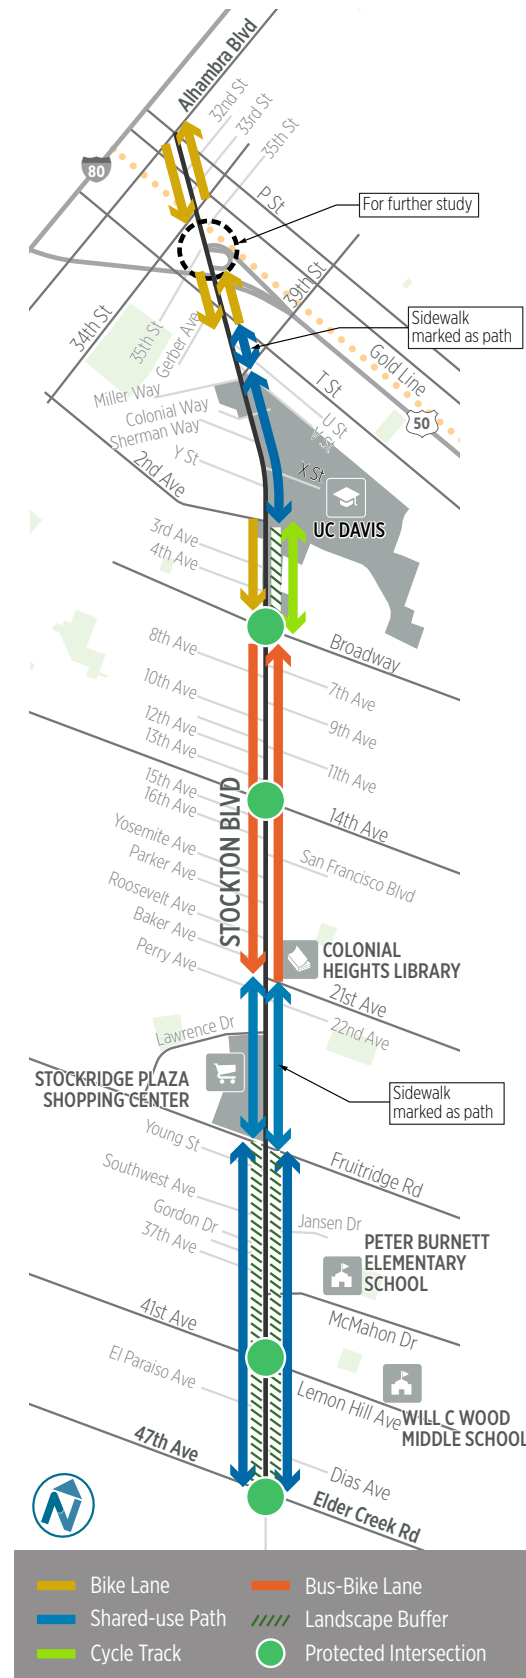 Alhambra Blvd
32nd St
33rd St
35th St
80
P St
For further study
34th St
35th St
Gerber Ave
39th St
Sidewalk
marked as path
Gold Line
T St
50
Miller Way
Colonial Way
Sherman Way
U St
Y St
X St
2nd Ave
UC DAVIS
3rd Ave
4th Ave
Broadway
8th Ave
7th Ave
10th Ave
9th Ave
12th Ave
13th Ave
11th Ave
15th Ave
16th Ave
14th Ave
STOCKTON BLVD
Yosemite Ave
Parker Ave
San Francisco Blvd
Roosevelt Ave
Baker Ave
Perry Ave
COLONIAL
HEIGHTS LIBRARY
21st Ave
22nd Ave
Lawrence Dr
STOCKRIDGE PLAZA
SHOPPING CENTER
Sidewalk
marked as path
Young St
Fruitridge Rd
Southwest Ave
Gordon Dr
Jansen Dr
37th Ave
PETER BURNETT
ELEMENTARY
SCHOOL
41st Ave
McMahon Dr
El Paraiso Ave
Lemon Hill Ave
WILL C WOOD
MIDDLE SCHOOL
47th Ave
Dias Ave
Elder Creek Rd
N
Bike Lane
Bus-Bike Lane
Shared-use Path
Landscape Buffer
Cycle Track
Protected Intersection